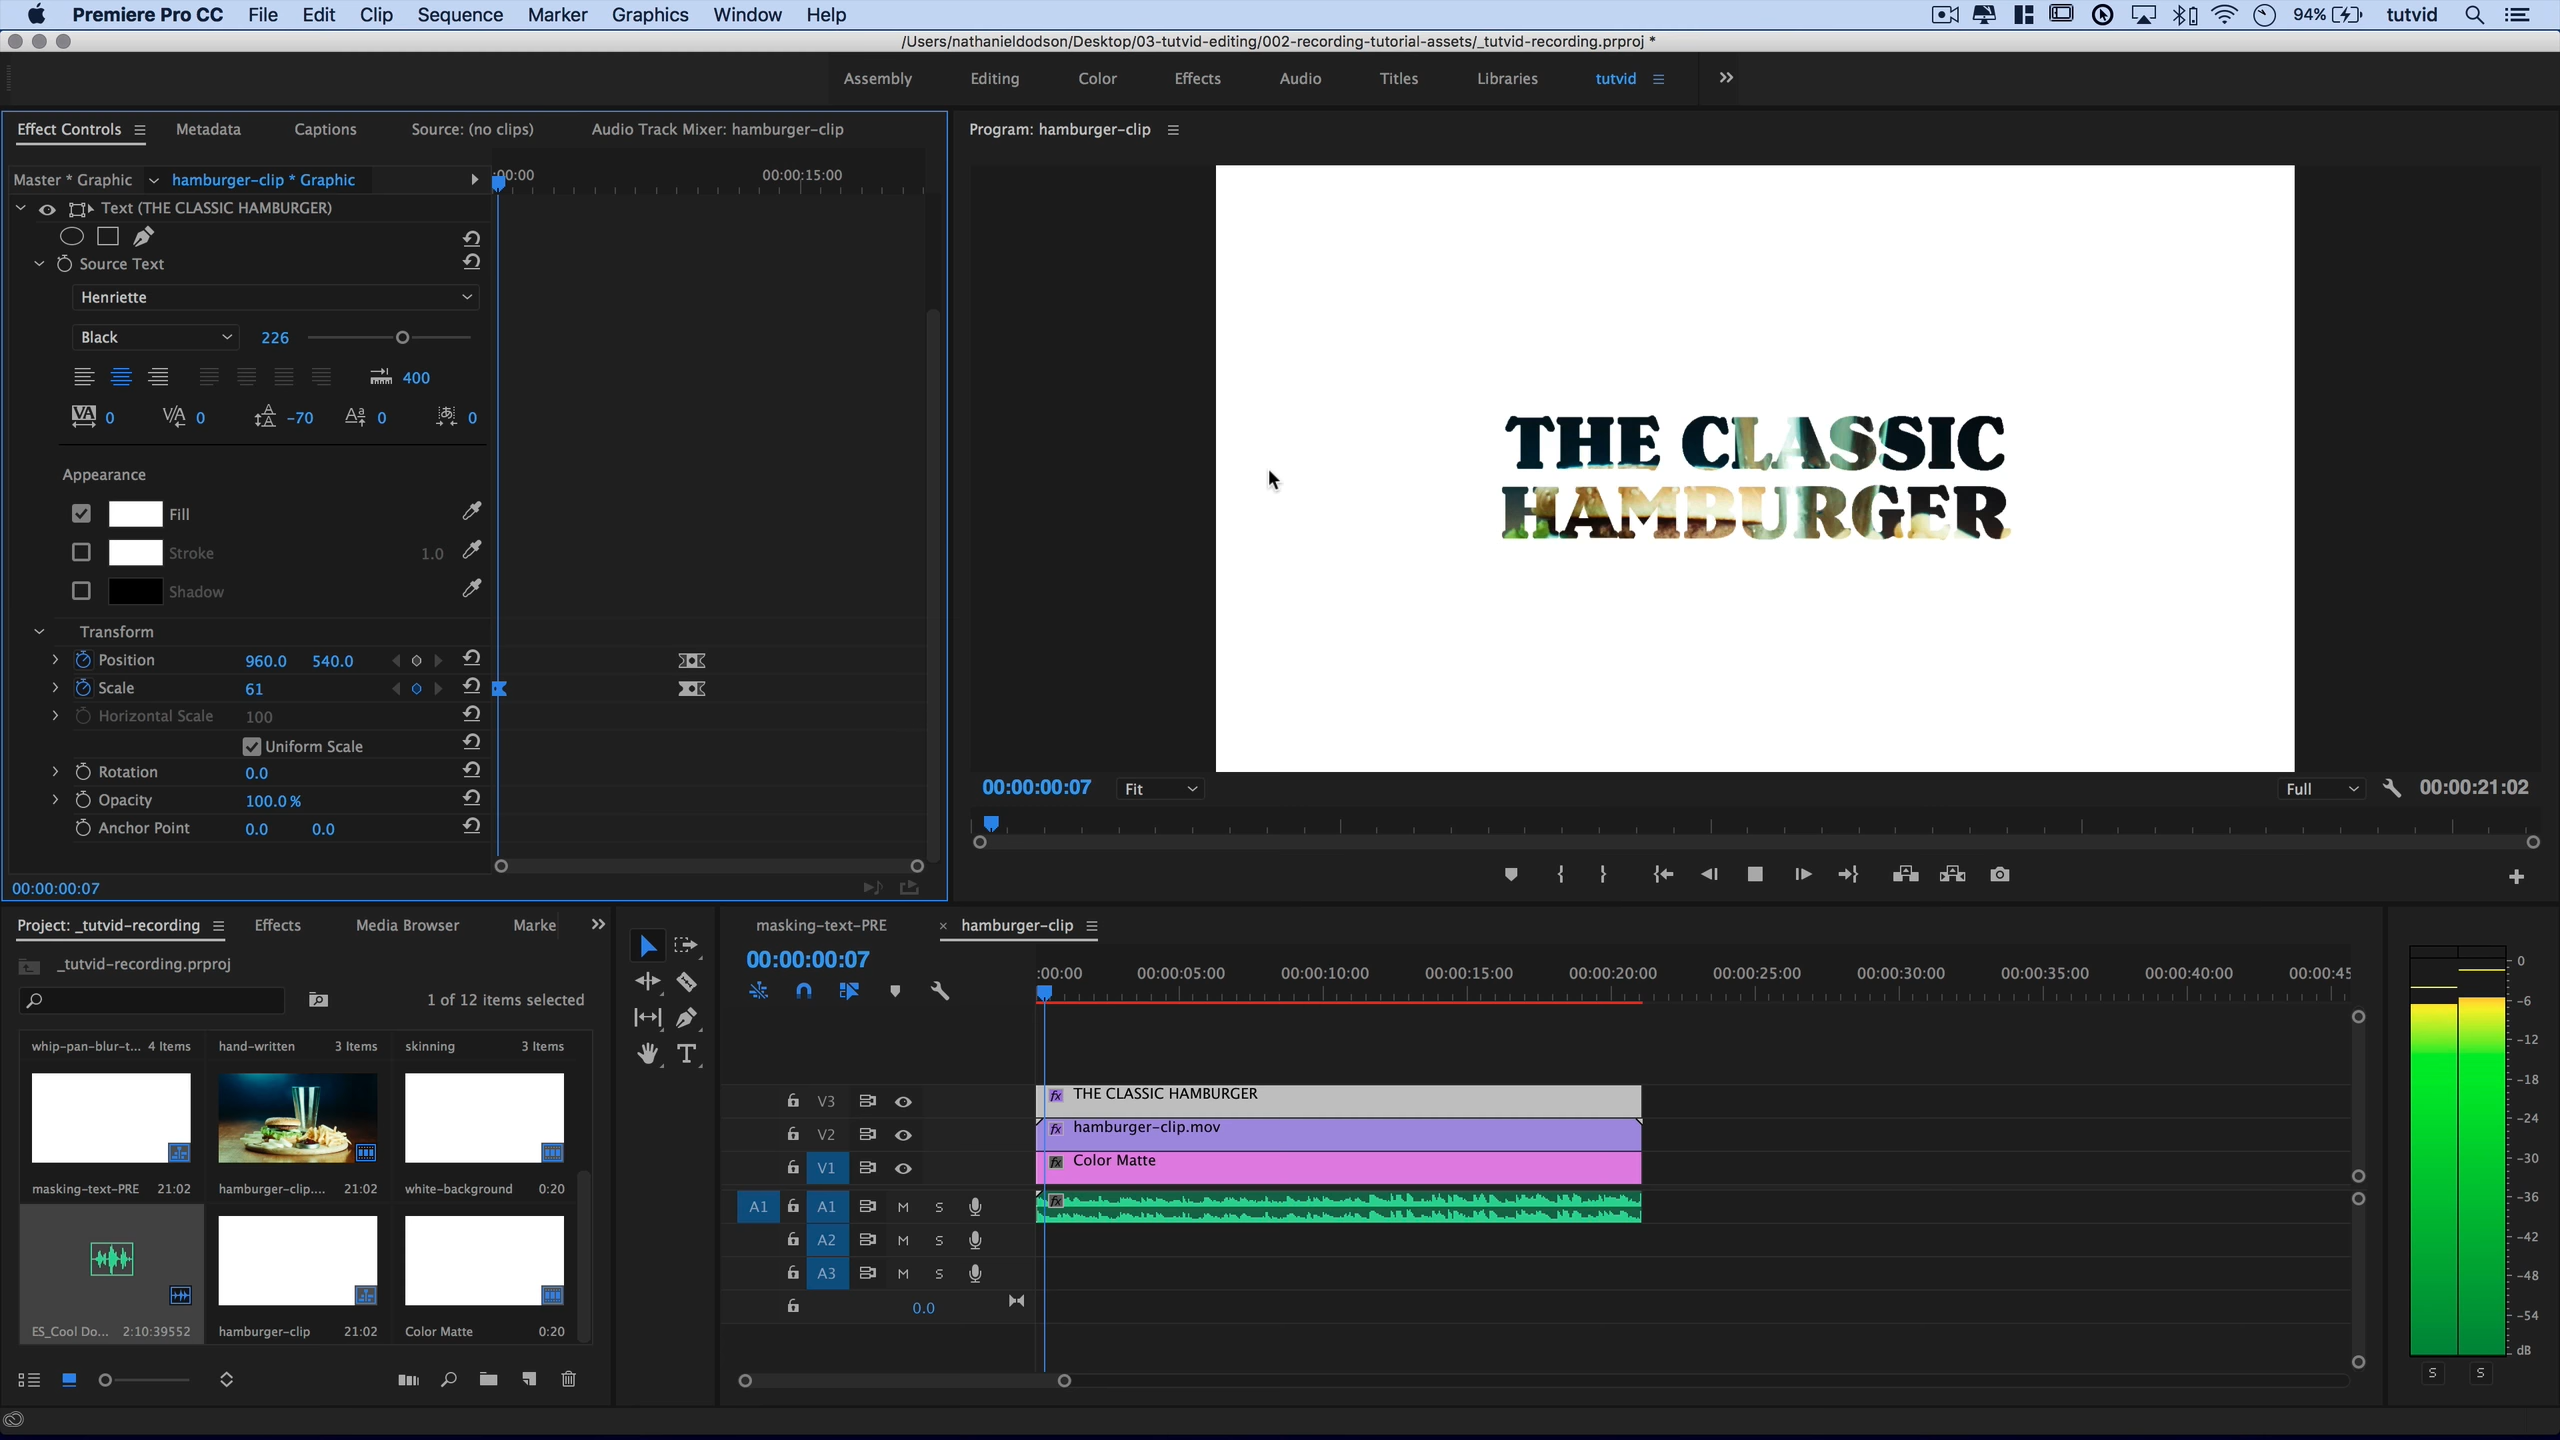 Premiere Pro CC File Edit Clip Sequence Marker Graphics Window Help 94% tutvid
/Users/nathanieldodson/Desktop/03-tutvid-editing/002-recording-tutorial-assets/_tutvid-recording.prproj *
Assembly Editing Color Effects Audio Titles Libraries tutvid
Effect Controls Metadata Captions Source: (no clips) Audio Track Mixer: hamburger-clip
Program: hamburger-clip
Master * Graphic hamburger-clip * Graphic
:00:00 00:00:15:00
Text (THE CLASSIC HAMBURGER)
Source Text
Henriette
Black 226
400
0 0 -70 0 0
Appearance
Fill
Stroke 1.0
Shadow
Transform
Position 960.0 540.0
Scale 61
Horizontal Scale 100
Uniform Scale
Rotation 0.0
Opacity 100.0 %
Anchor Point 0.0 0.0
00:00:00:07
THE CLASSIC
HAMBURGER
00:00:00:07 Fit Full 00:00:21:02
Project: _tutvid-recording Effects Media Browser Marke
_tutvid-recording.prproj
1 of 12 items selected
whip-pan-blur-t... 4 Items hand-written 3 Items skinning 3 Items
masking-text-PRE 21:02 hamburger-clip.... 21:02 white-background 0:20
ES_Cool Do... 2:10:39552 hamburger-clip 21:02 Color Matte 0:20
masking-text-PRE × hamburger-clip
00:00:00:07
:00:00 00:00:05:00 00:00:10:00 00:00:15:00 00:00:20:00 00:00:25:00 00:00:30:00 00:00:35:00 00:00:40:00 00:00:45
V3 fx THE CLASSIC HAMBURGER
V2 fx hamburger-clip.mov
V1 fx Color Matte
A1 A1 M S fx
A2 M S
A3 M S
0.0
0
-6
-12
-18
-24
-30
-36
-42
-48
-54
dB
S S